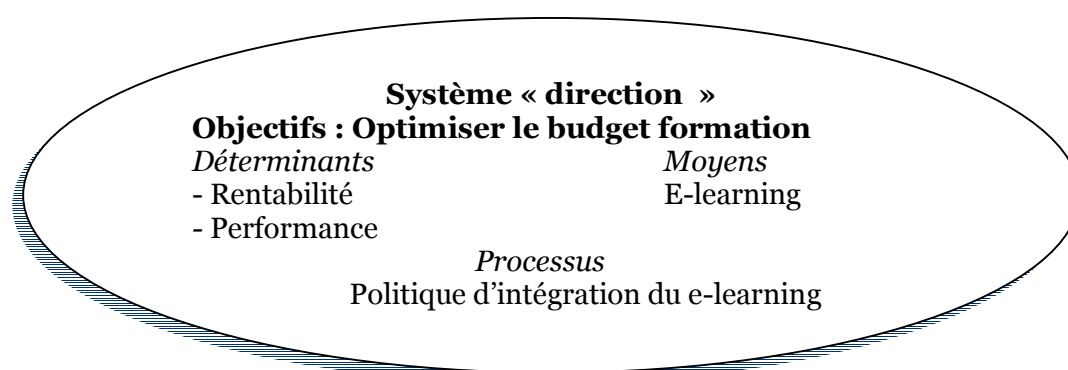 Système « direction »
Objectifs : Optimiser le budget formation
Déterminants Moyens
- Rentabilité E-learning
- Performance
Processus
Politique d’intégration du e-learning